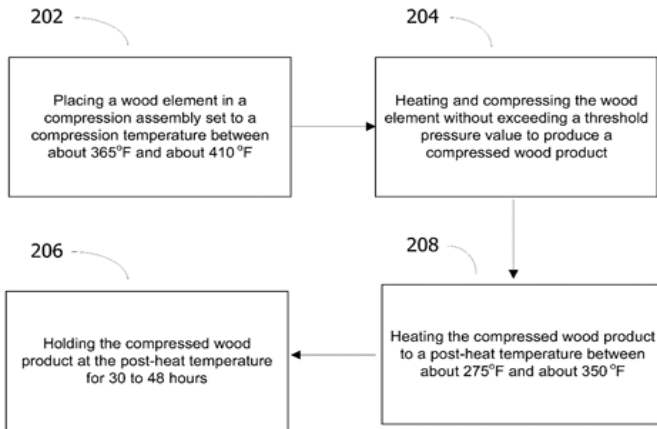 202
Placing a wood element in a
compression assembly set to a
compression temperature between
about 365°F and about 410°F
204
Heating and compressing the wood
element without exceeding a threshold
pressure value to produce a
compressed wood product
208
Heating the compressed wood product
to a post-heat temperature between
about 275°F and about 350°F
206
Holding the compressed wood
product at the post-heat temperature
for 30 to 48 hours